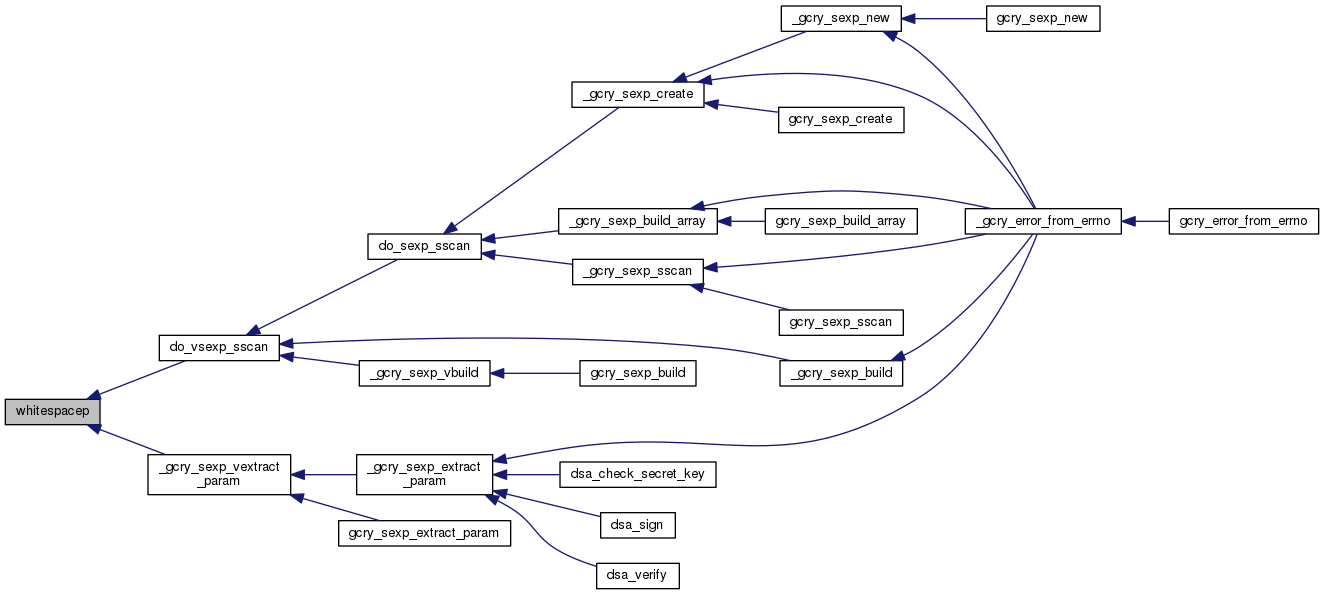 _gcry_sexp_new
gcry_sexp_new
_gcry_sexp_create
gcry_sexp_create
_gcry_sexp_build_array
gcry_sexp_build_array
_gcry_error_from_errno
gcry_error_from_errno
do_sexp_sscan
_gcry_sexp_sscan
gcry_sexp_sscan
do_vsexp_sscan
_gcry_sexp_vbuild
gcry_sexp_build
_gcry_sexp_build
whitespacep
_gcry_sexp_vextract
_param
_gcry_sexp_extract
_param
dsa_check_secret_key
gcry_sexp_extract_param
dsa_sign
dsa_verify